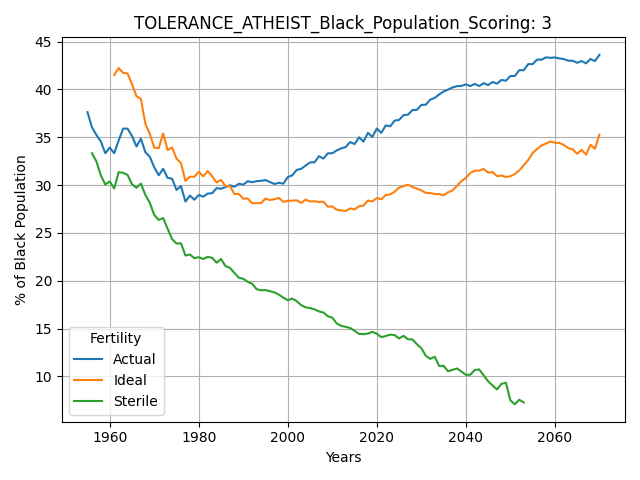 TOLERANCE_ATHEIST_Black_Population_Scoring: 3
45
40
35
30
25
20
15
10
% of Black Population
Fertility
Actual
Ideal
Sterile
1960 1980 2000 2020 2040 2060
Years